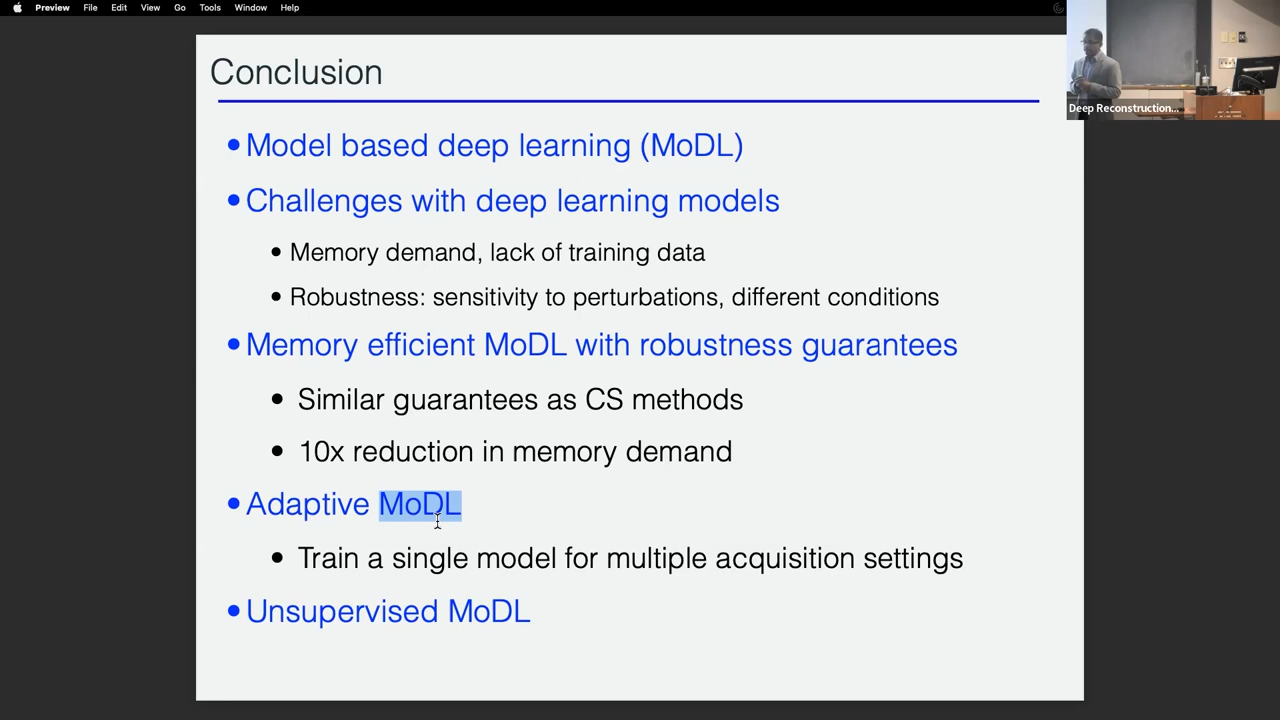 Preview File Edit View Go Tools Window Help
Deep Reconstruction...
Conclusion
•Model based deep learning (MoDL)
•Challenges with deep learning models
• Memory demand, lack of training data
• Robustness: sensitivity to perturbations, different conditions
•Memory efficient MoDL with robustness guarantees
• Similar guarantees as CS methods
• 10x reduction in memory demand
•Adaptive MoDL
• Train a single model for multiple acquisition settings
•Unsupervised MoDL